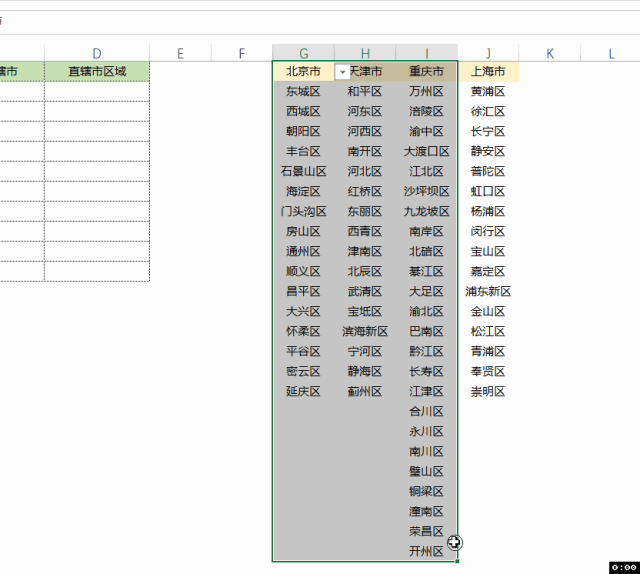 D E F G H I J K L
辖市 直辖市区域 北京市 天津市 重庆市 上海市
东城区 和平区 万州区 黄浦区
西城区 河东区 涪陵区 徐汇区
朝阳区 河西区 渝中区 长宁区
丰台区 南开区 大渡口区 静安区
石景山区 河北区 江北区 普陀区
海淀区 红桥区 沙坪坝区 虹口区
门头沟区 东丽区 九龙坡区 杨浦区
房山区 西青区 南岸区 闵行区
通州区 津南区 北碚区 宝山区
顺义区 北辰区 綦江区 嘉定区
昌平区 武清区 大足区 浦东新区
大兴区 宝坻区 渝北区 金山区
怀柔区 滨海新区 巴南区 松江区
平谷区 宁河区 黔江区 青浦区
密云区 静海区 长寿区 奉贤区
延庆区 蓟州区 江津区 崇明区
合川区
永川区
南川区
璧山区
铜梁区
潼南区
荣昌区
开州区
0:00